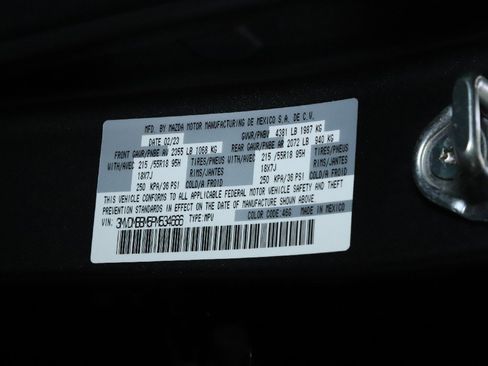 MFD. BY MAZDA MOTOR MANUFACTURING DE MEXICO S.A. DE C.V.
DATE 02/23 GVWR/PNBV 4381 LB 1987 KG
FRONT GAWR/PNBE AV 2355 LB 1068 KG REAR GAWR/PNBE AR 2072 LB 940 KG
WITH/AVEC 215/55R18 95H TIRES/PNEUS WITH/AVEC 215/55R18 95H TIRES/PNEUS
18X7J RIMS/JANTES 18X7J RIMS/JANTES
250 KPA/36 PSI COLD/A FROID 250 KPA/36 PSI COLD/A FROID
THIS VEHICLE CONFORMS TO ALL APPLICABLE FEDERAL MOTOR VEHICLE SAFETY AND THEFT
PREVENTION STANDARDS IN EFFECT ON THE DATE OF MANUFACTURE SHOWN ABOVE.
COLOR CODE:46G MADE IN MEXICO
VIN: TYPE: MPV